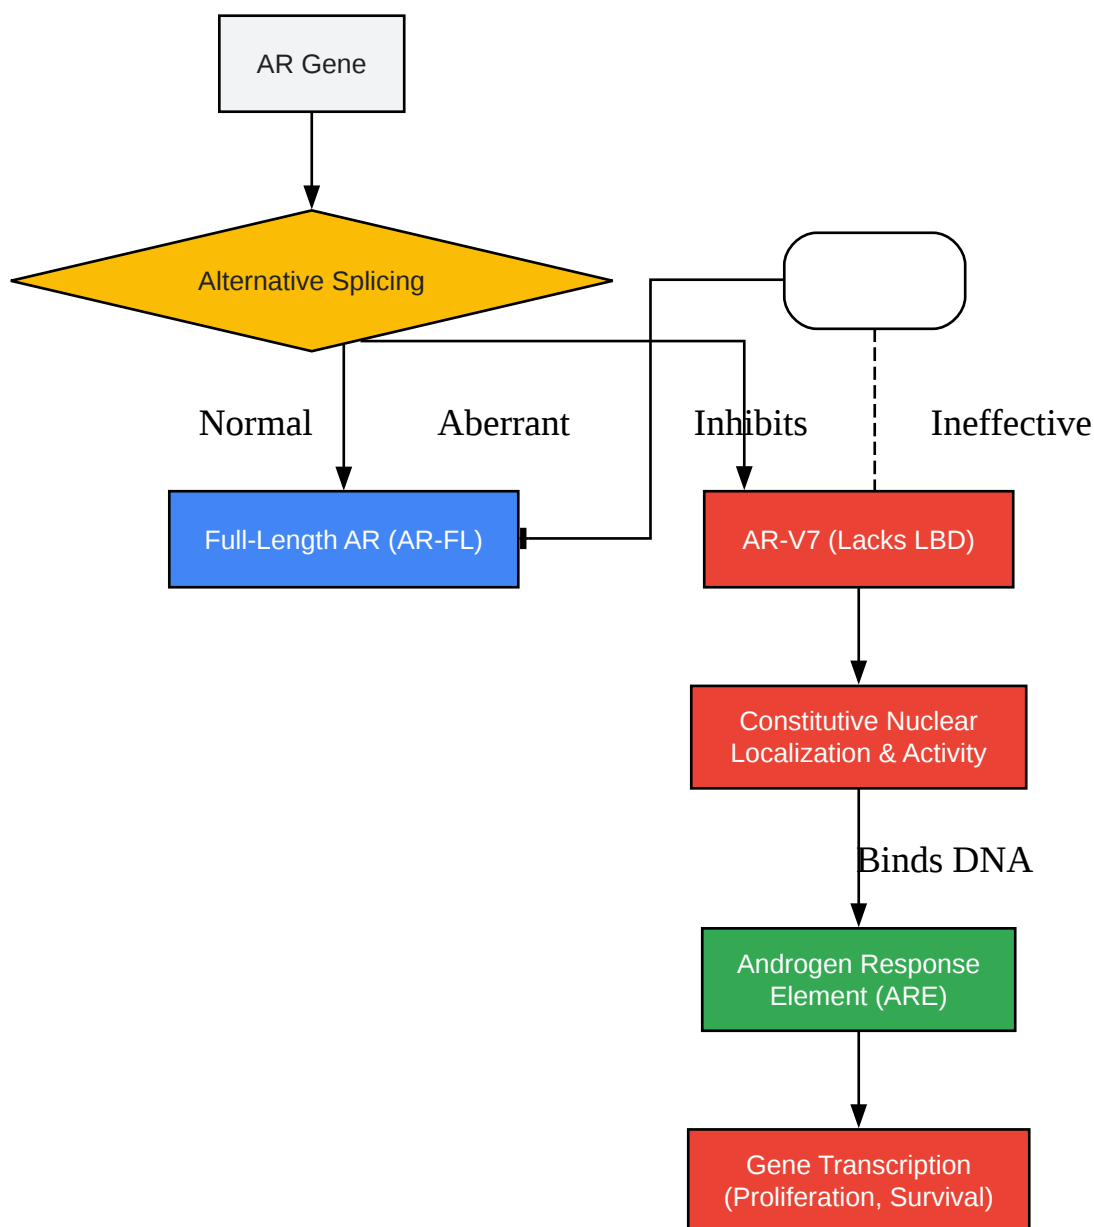 AR Gene
Alternative Splicing
Normal
Aberrant
Inhibits
Ineffective
Full-Length AR (AR-FL)
AR-V7 (Lacks LBD)
Constitutive Nuclear
Localization & Activity
Binds DNA
Androgen Response
Element (ARE)
Gene Transcription
(Proliferation, Survival)